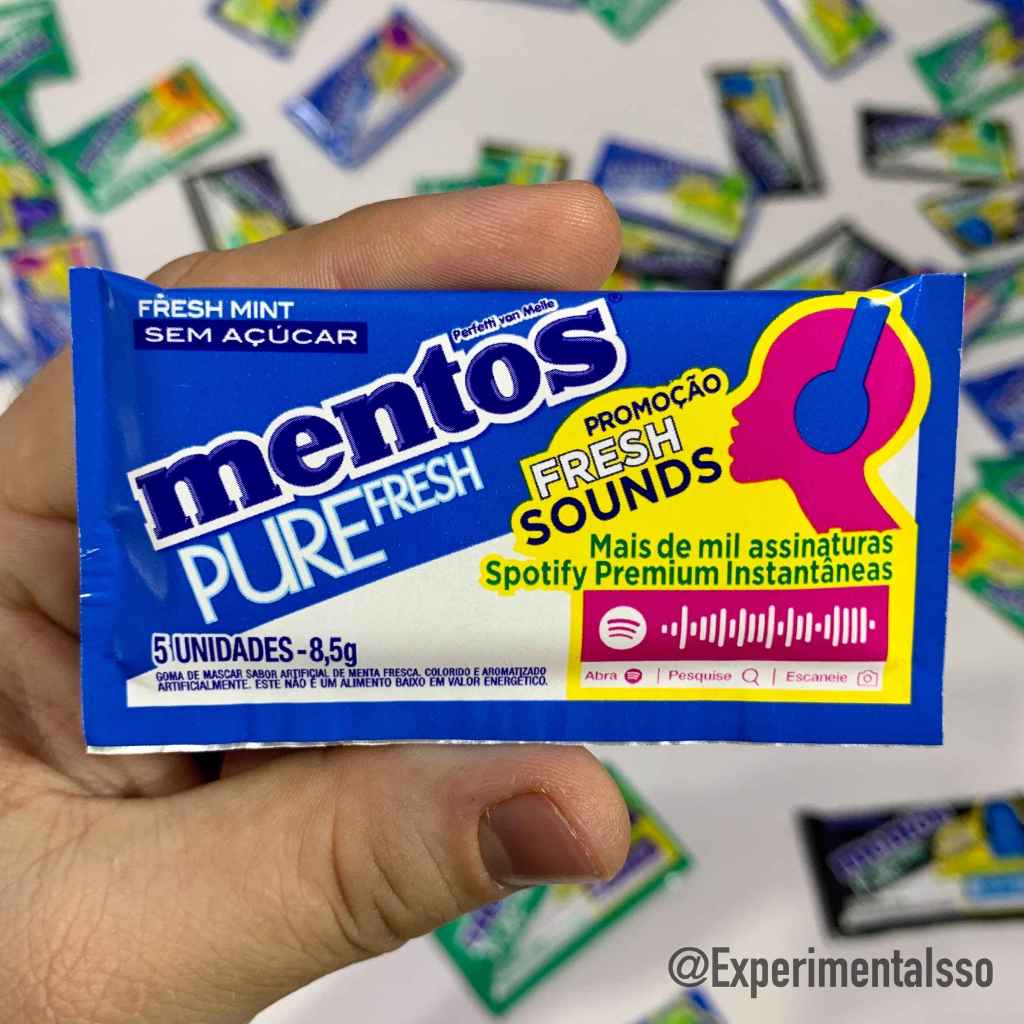 FRESH MINT
SEM AÇÚCAR
Perfetti van Melle
mentos®
PURE FRESH
PROMOÇÃO
FRESH
SOUNDS
Mais de mil assinaturas
Spotify Premium Instantâneas
Abra | Pesquise | Escaneie
5 UNIDADES - 8,5g
GOMA DE MASCAR SABOR ARTIFICIAL DE MENTA FRESCA, COLORIDO E AROMATIZADO
ARTIFICIALMENTE. ESTE NÃO É UM ALIMENTO BAIXO EM VALOR ENERGÉTICO.
@ExperimentaIsso